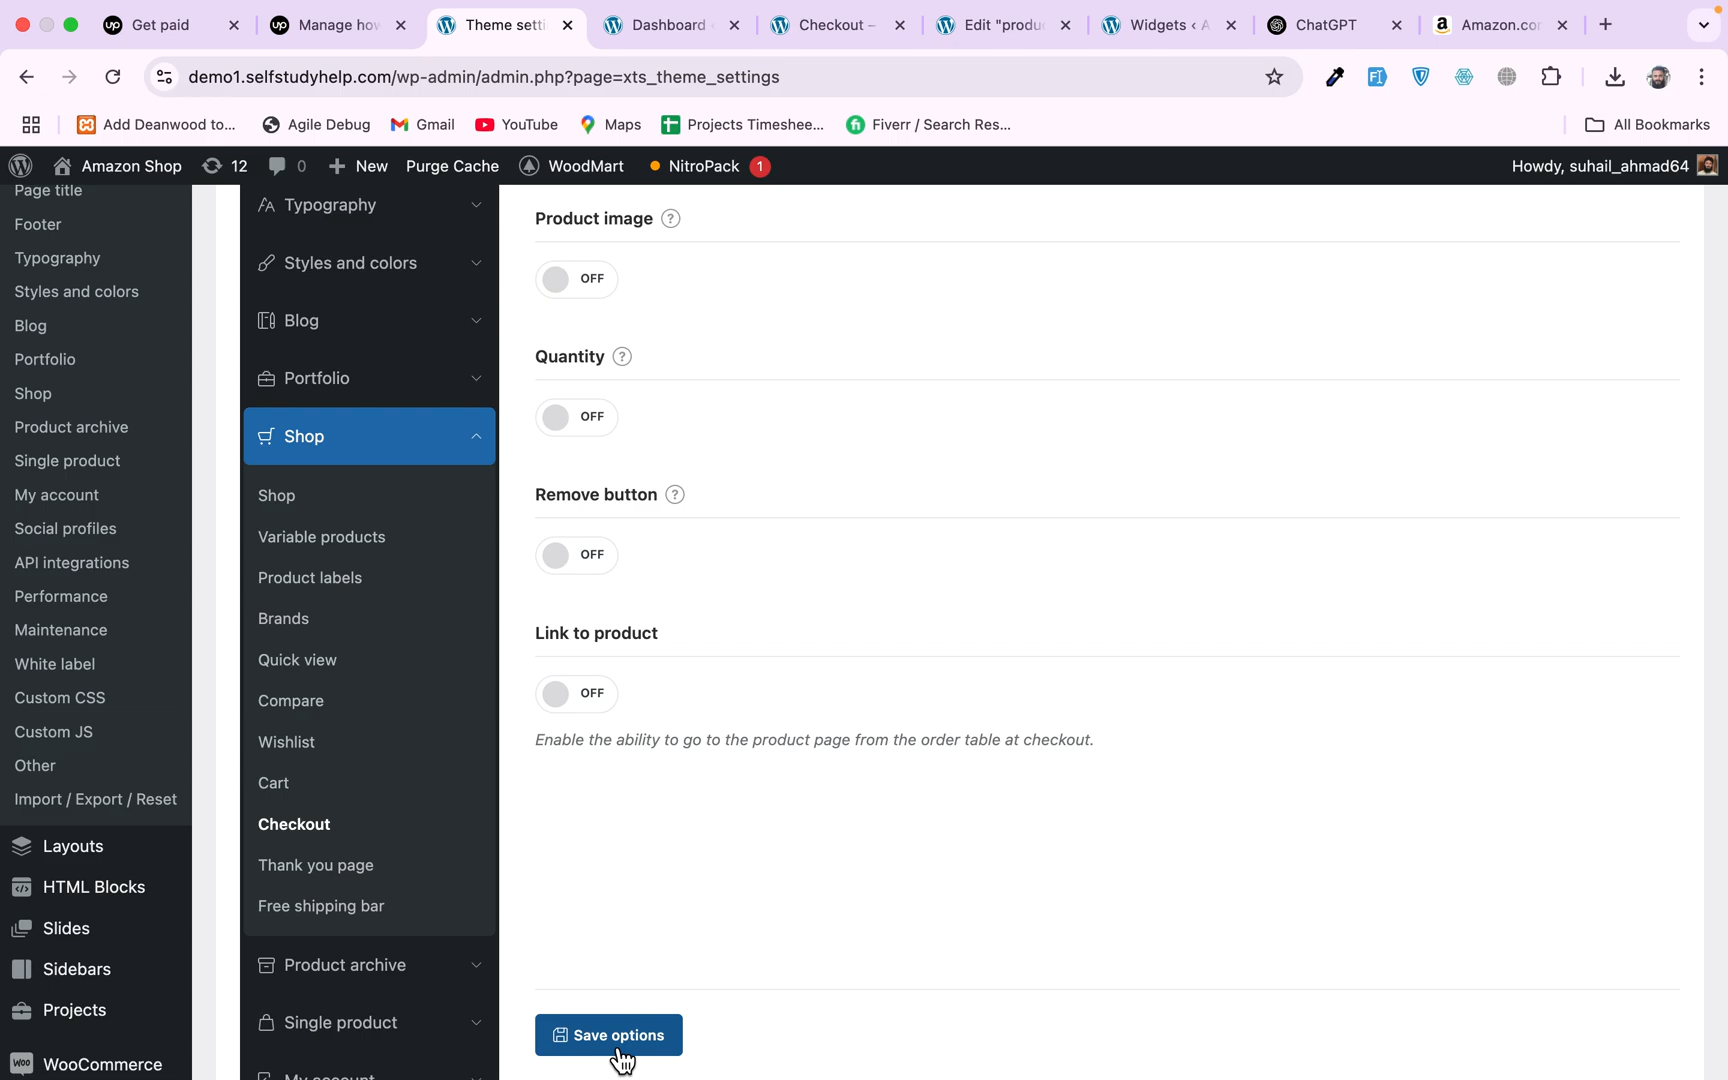 Get paid
Manage how
Theme setti
Dashboard
Checkout –
Edit "produc
Widgets ‹ A
ChatGPT
Amazon.co
demo1.selfstudyhelp.com/wp-admin/admin.php?page=xts_theme_settings
Add Deanwood to...
Agile Debug
Gmail
YouTube
Maps
Projects Timeshee...
Fiverr / Search Res...
All Bookmarks
Amazon Shop
12
0
New
Purge Cache
WoodMart
NitroPack
1
Howdy, suhail_ahmad64
Page title
Footer
Typography
Styles and colors
Blog
Portfolio
Shop
Product archive
Single product
My account
Social profiles
API integrations
Performance
Maintenance
White label
Custom CSS
Custom JS
Other
Import / Export / Reset
Layouts
HTML Blocks
Slides
Sidebars
Projects
WooCommerce
Typography
Styles and colors
Blog
Portfolio
Shop
Shop
Variable products
Product labels
Brands
Quick view
Compare
Wishlist
Cart
Checkout
Thank you page
Free shipping bar
Product archive
Single product
My account
Product image ?
OFF
Quantity ?
OFF
Remove button ?
OFF
Link to product
OFF
Enable the ability to go to the product page from the order table at checkout.
Save options